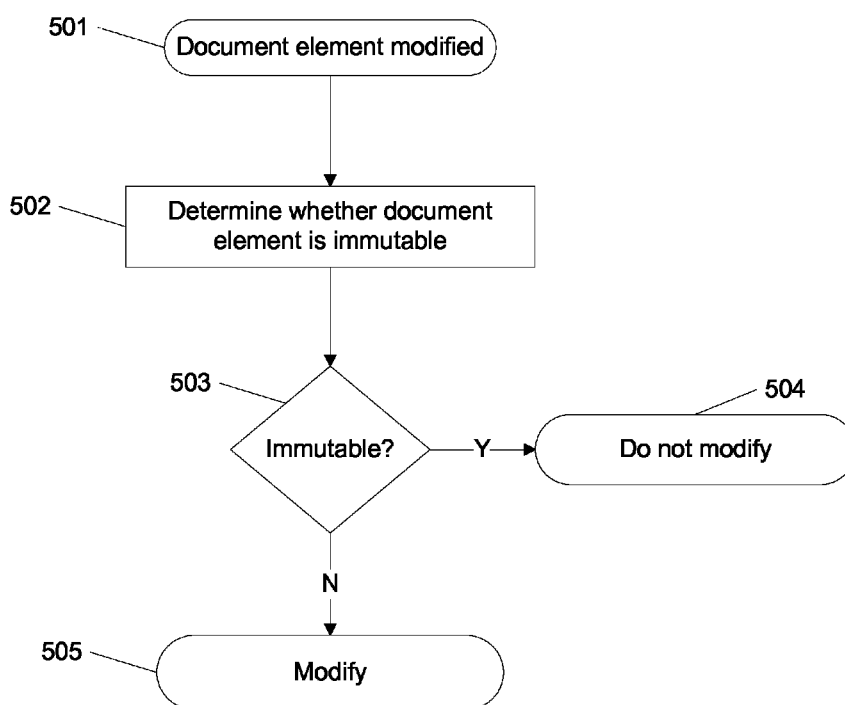 501
Document element modified
502
Determine whether document
element is immutable
503
Immutable?
Y
504
Do not modify
N
505
Modify